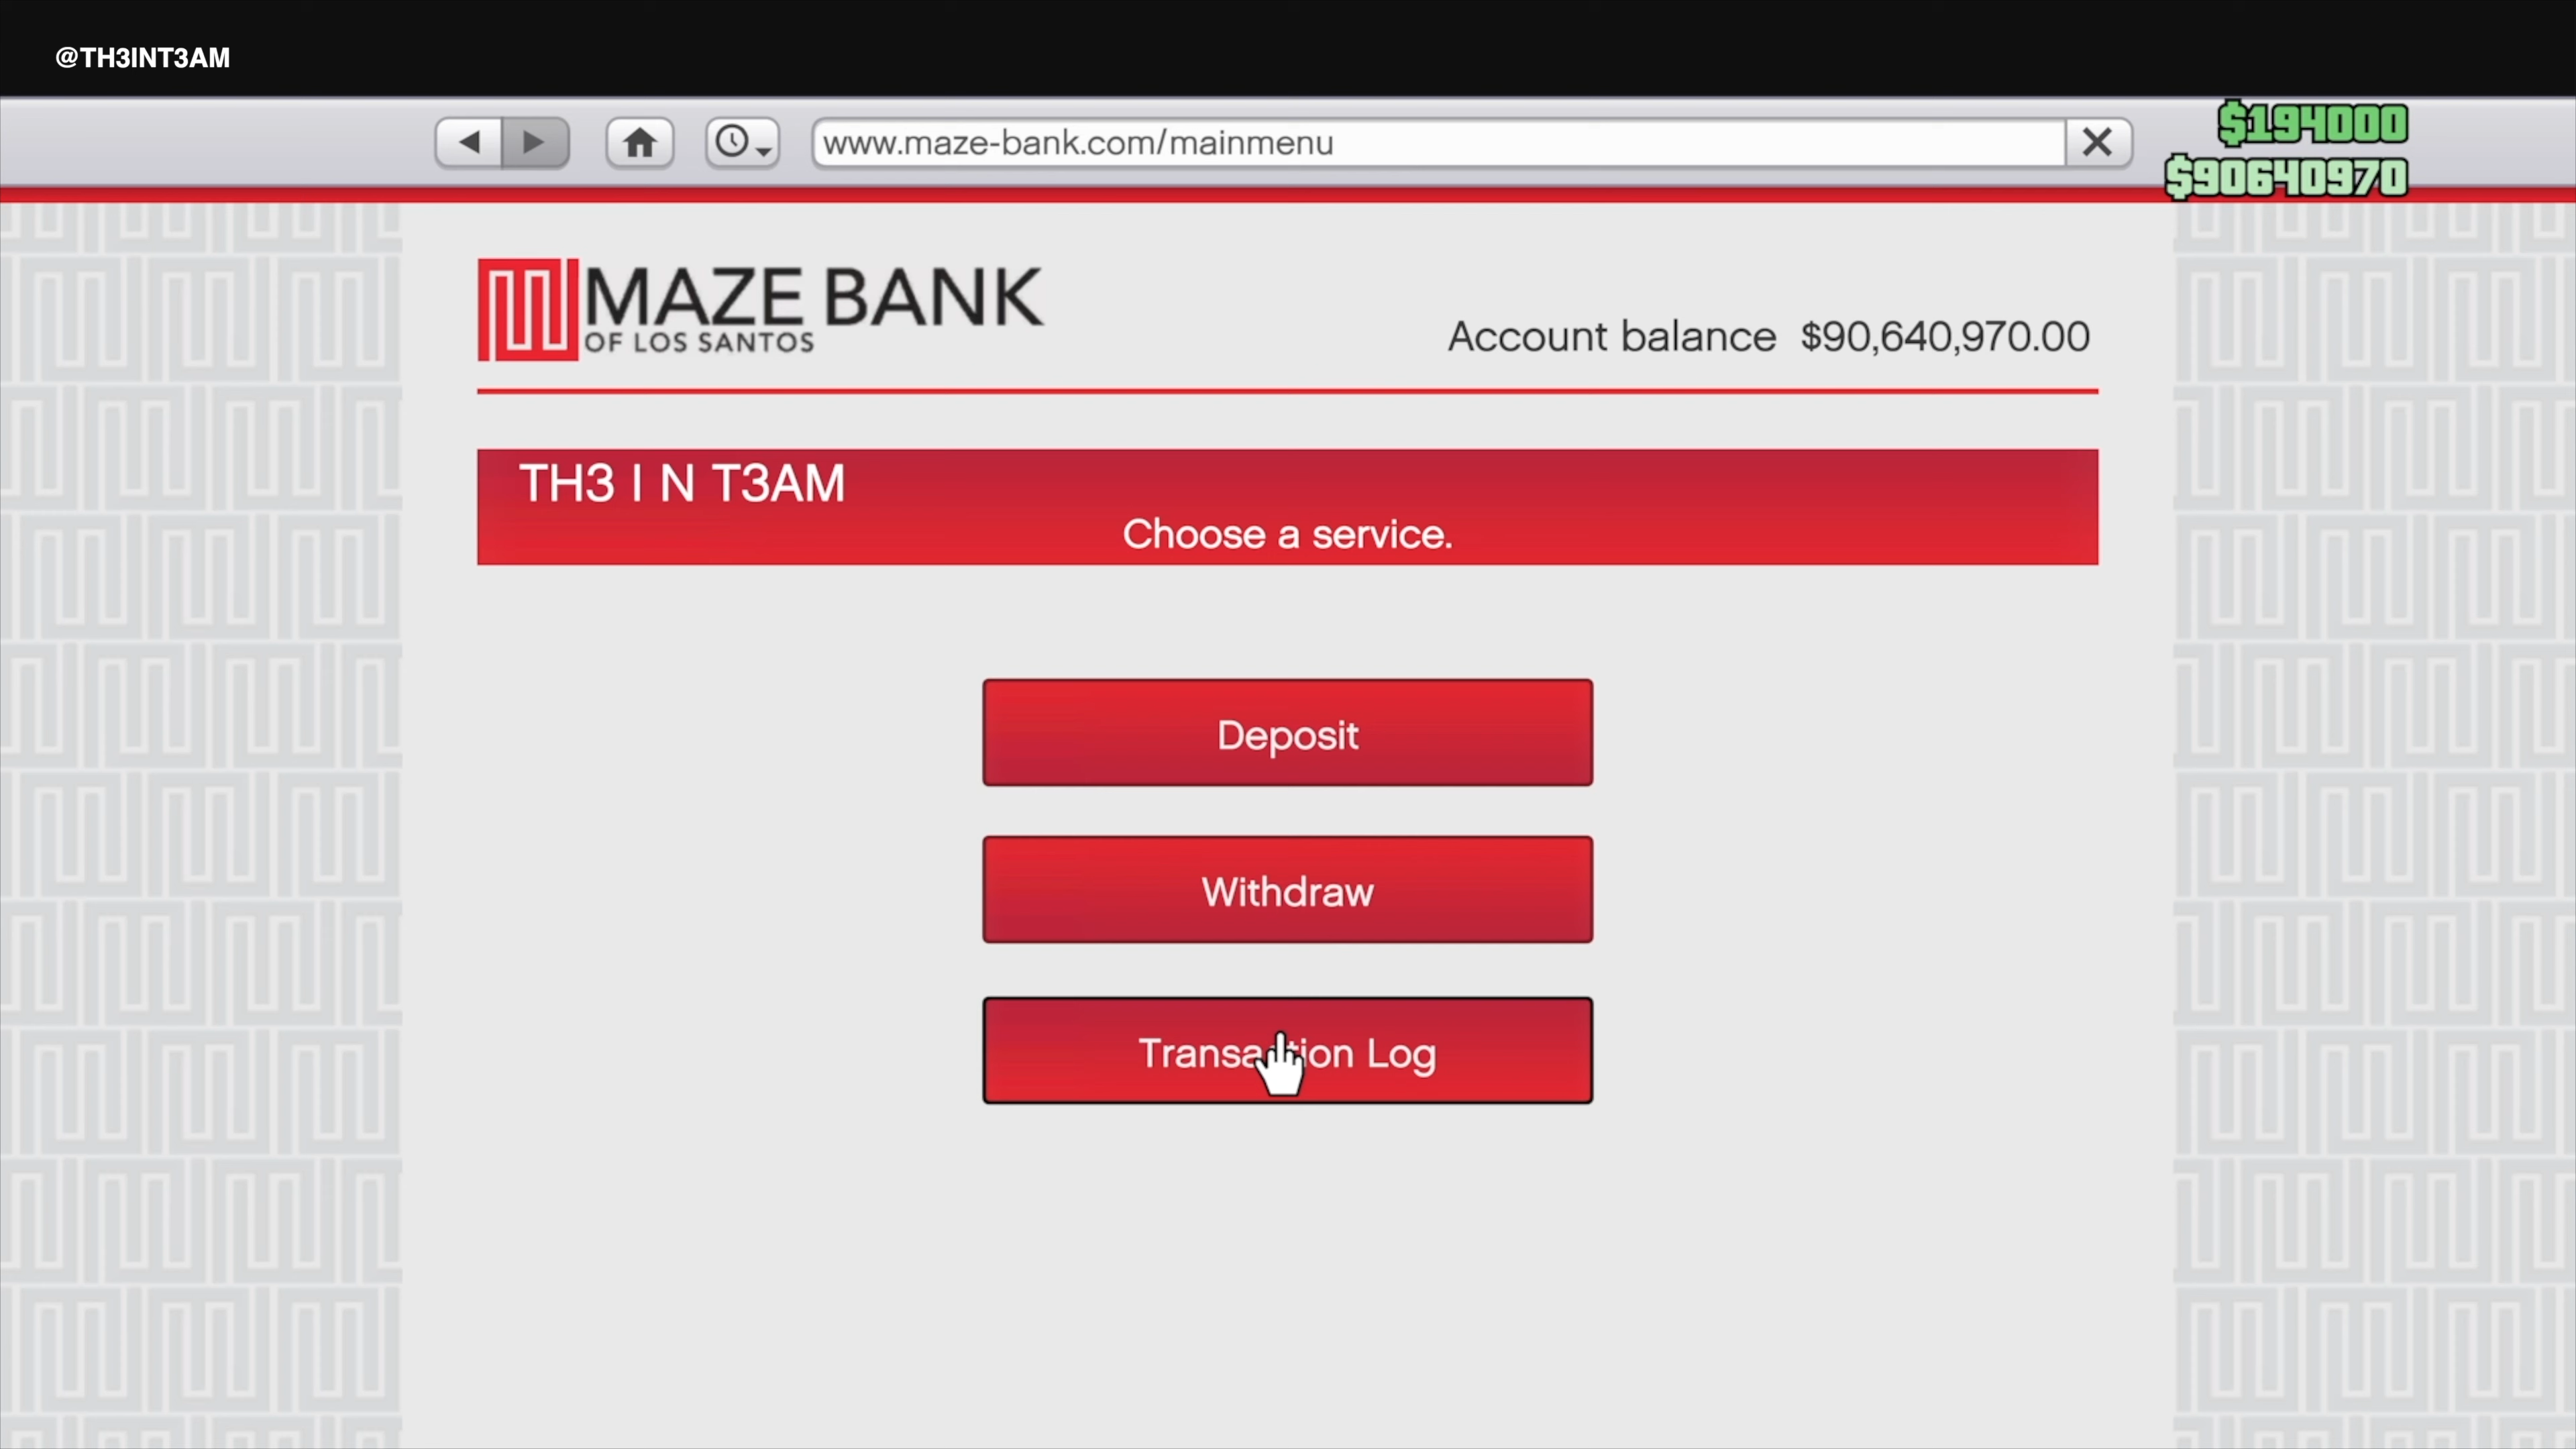 @TH3INT3AM
www.maze-bank.com/mainmenu
$194000
$90640970
MAZE BANK
OF LOS SANTOS
Account balance $90,640,970.00
TH3 I N T3AM
Choose a service.
Deposit
Withdraw
Transaction Log